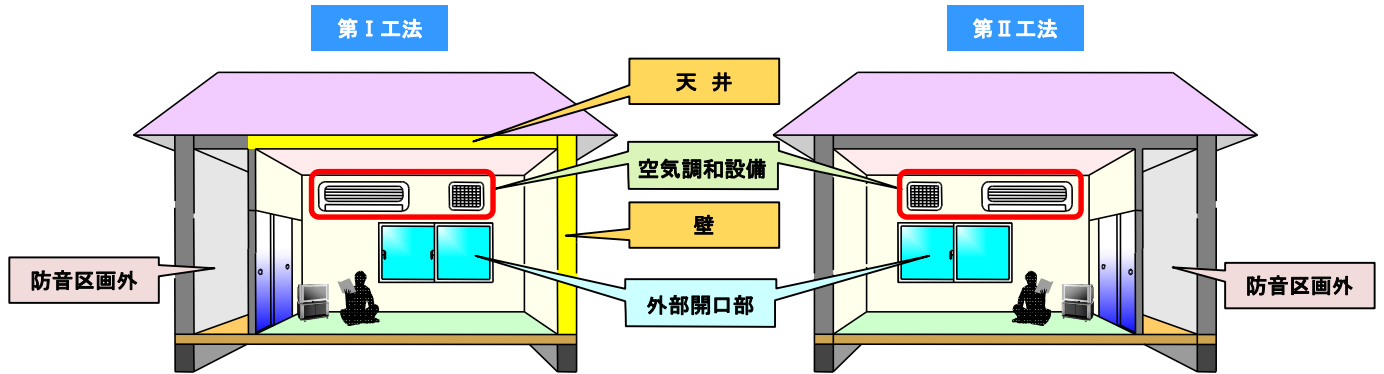 第Ⅰ工法
第Ⅱ工法
天 井
空気調和設備
壁
防音区画外
外部開口部
防音区画外